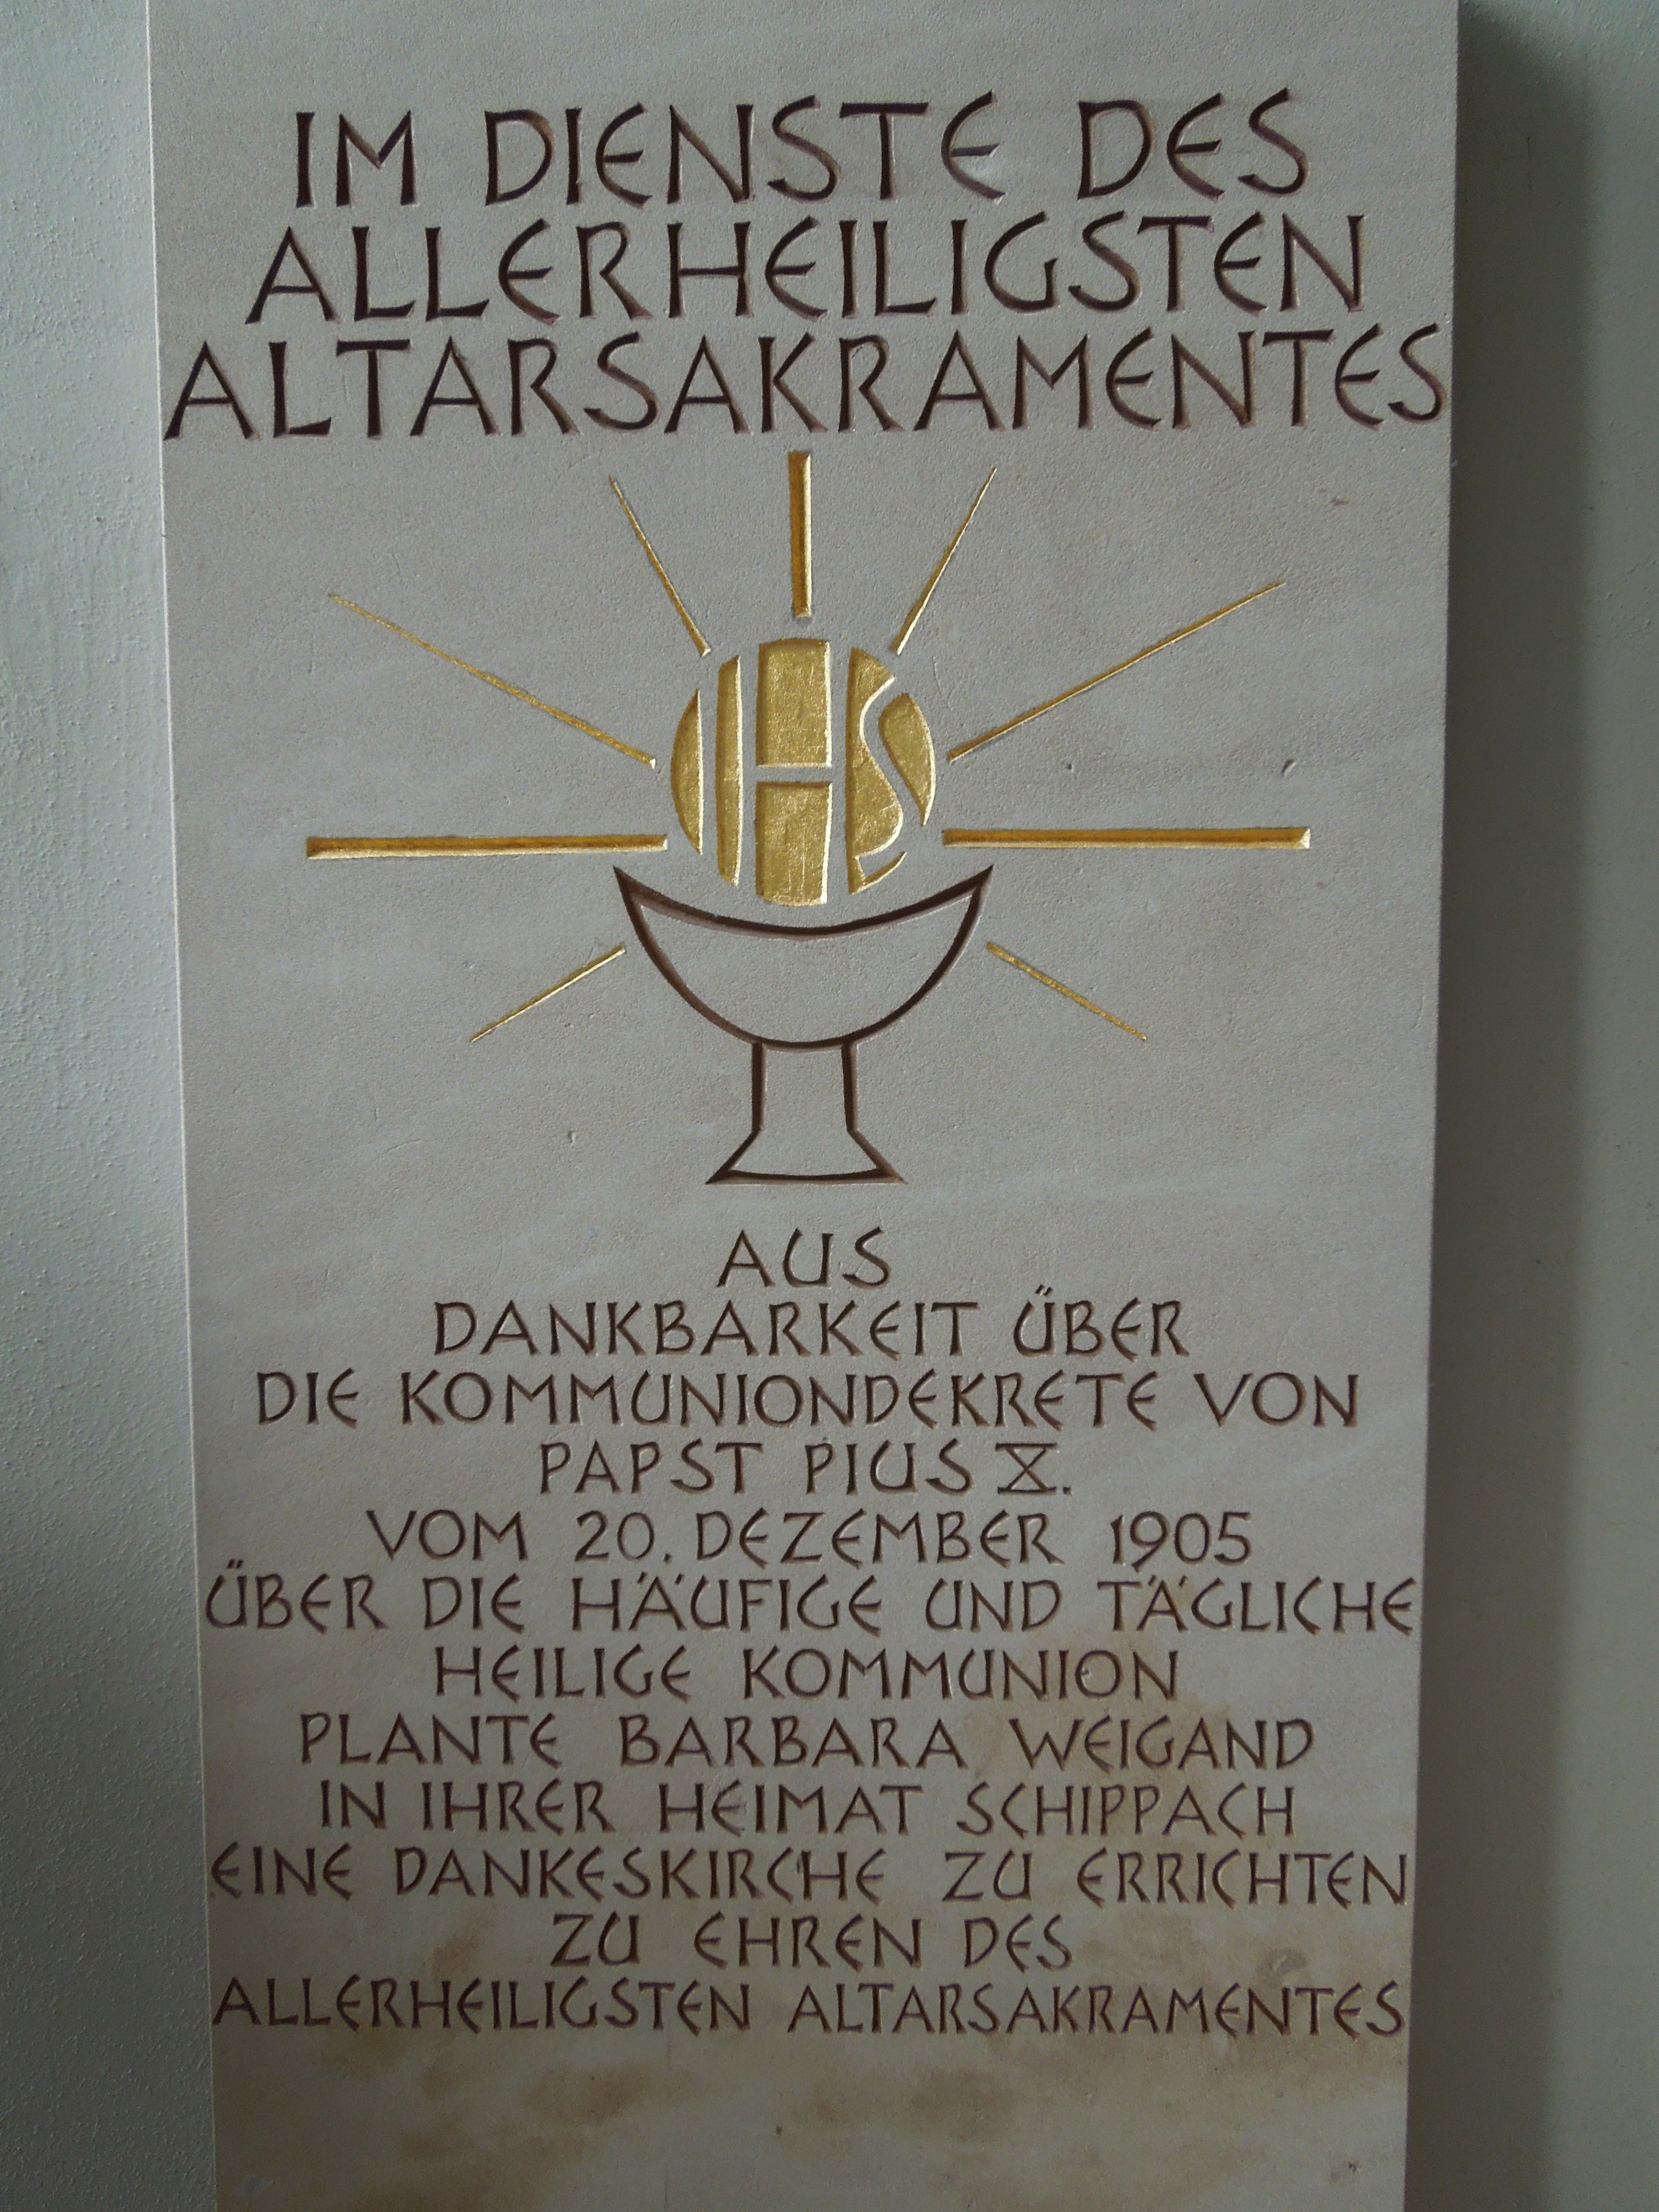 IM DIENSTE DES
ALLERHEILIGSTEN
ALTARSAKRAMENTES
IHS
AUS
DANKBARKEIT ÜBER
DIE KOMMUNIONDEKRETE VON
PAPST PIUS X.
VOM 20. DEZEMBER 1905
ÜBER DIE HÄUFIGE UND TÄGLICHE
HEILIGE KOMMUNION
PLANTE BARBARA WEIGAND
IN IHRER HEIMAT SCHIPPACH
EINE DANKESKIRCHE ZU ERRICHTEN
ZU EHREN DES
ALLERHEILIGSTEN ALTARSAKRAMENTES